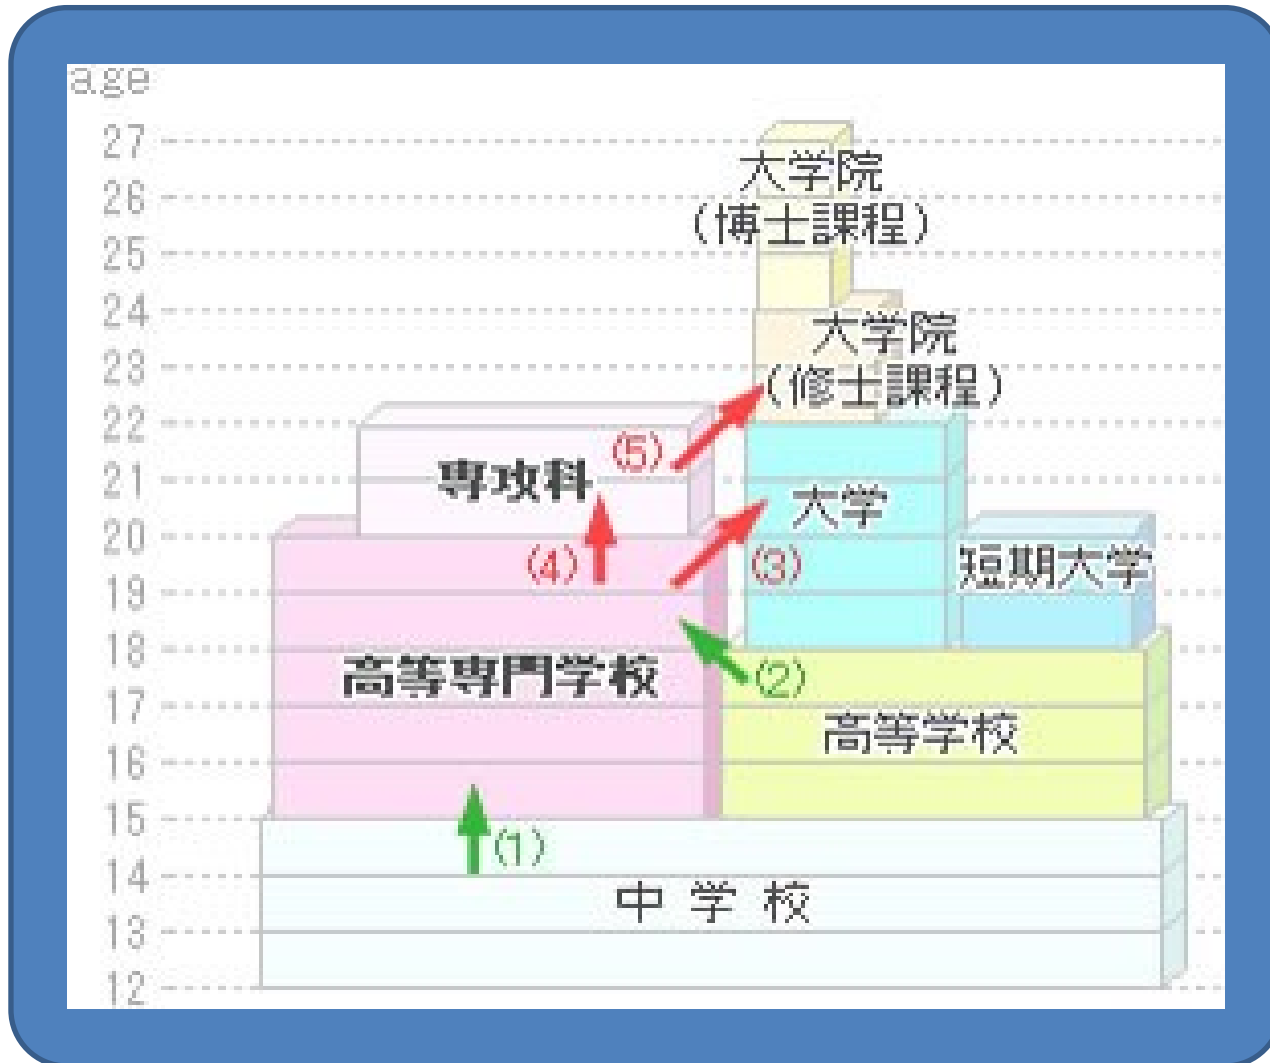 age
27
大学院
26
(博士課程)
25
24
大学院
23
(修士課程)
22
(5)
専攻科
21
大学
20
(4)
(3)
短期大学
19
18
高等専門学校
(2)
17
高等学校
16
15
(1)
14
中学校
13
12